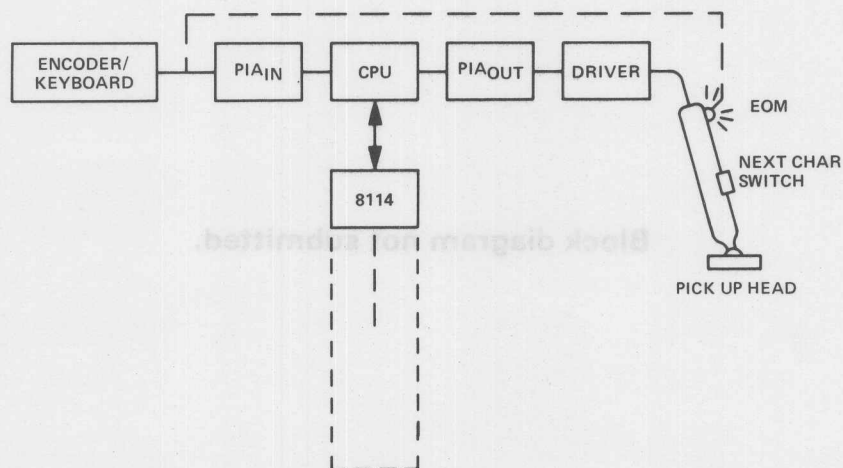 ENCODER/
KEYBOARD
PIAIN
CPU
PIAOUT
DRIVER
EOM
NEXT CHAR
SWITCH
8114
Block diagram not submitted.
PICK UP HEAD